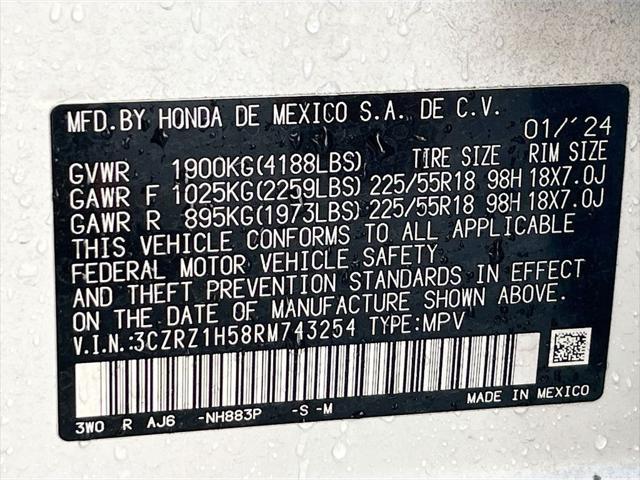 MFD.BY HONDA DE MEXICO S.A. DE C.V. 01/'24
GVWR 1900KG(4188LBS) TIRE SIZE RIM SIZE
GAWR F 1025KG(2259LBS) 225/55R18 98H 18X7.0J
GAWR R 895KG(1973LBS) 225/55R18 98H 18X7.0J
THIS VEHICLE CONFORMS TO ALL APPLICABLE
FEDERAL MOTOR VEHICLE SAFETY
AND THEFT PREVENTION STANDARDS IN EFFECT
ON THE DATE OF MANUFACTURE SHOWN ABOVE.
V.I.N.:3CZRZ1H58RM743254 TYPE:MPV
3WO R AJ6 -NH883P -S -M MADE IN MEXICO